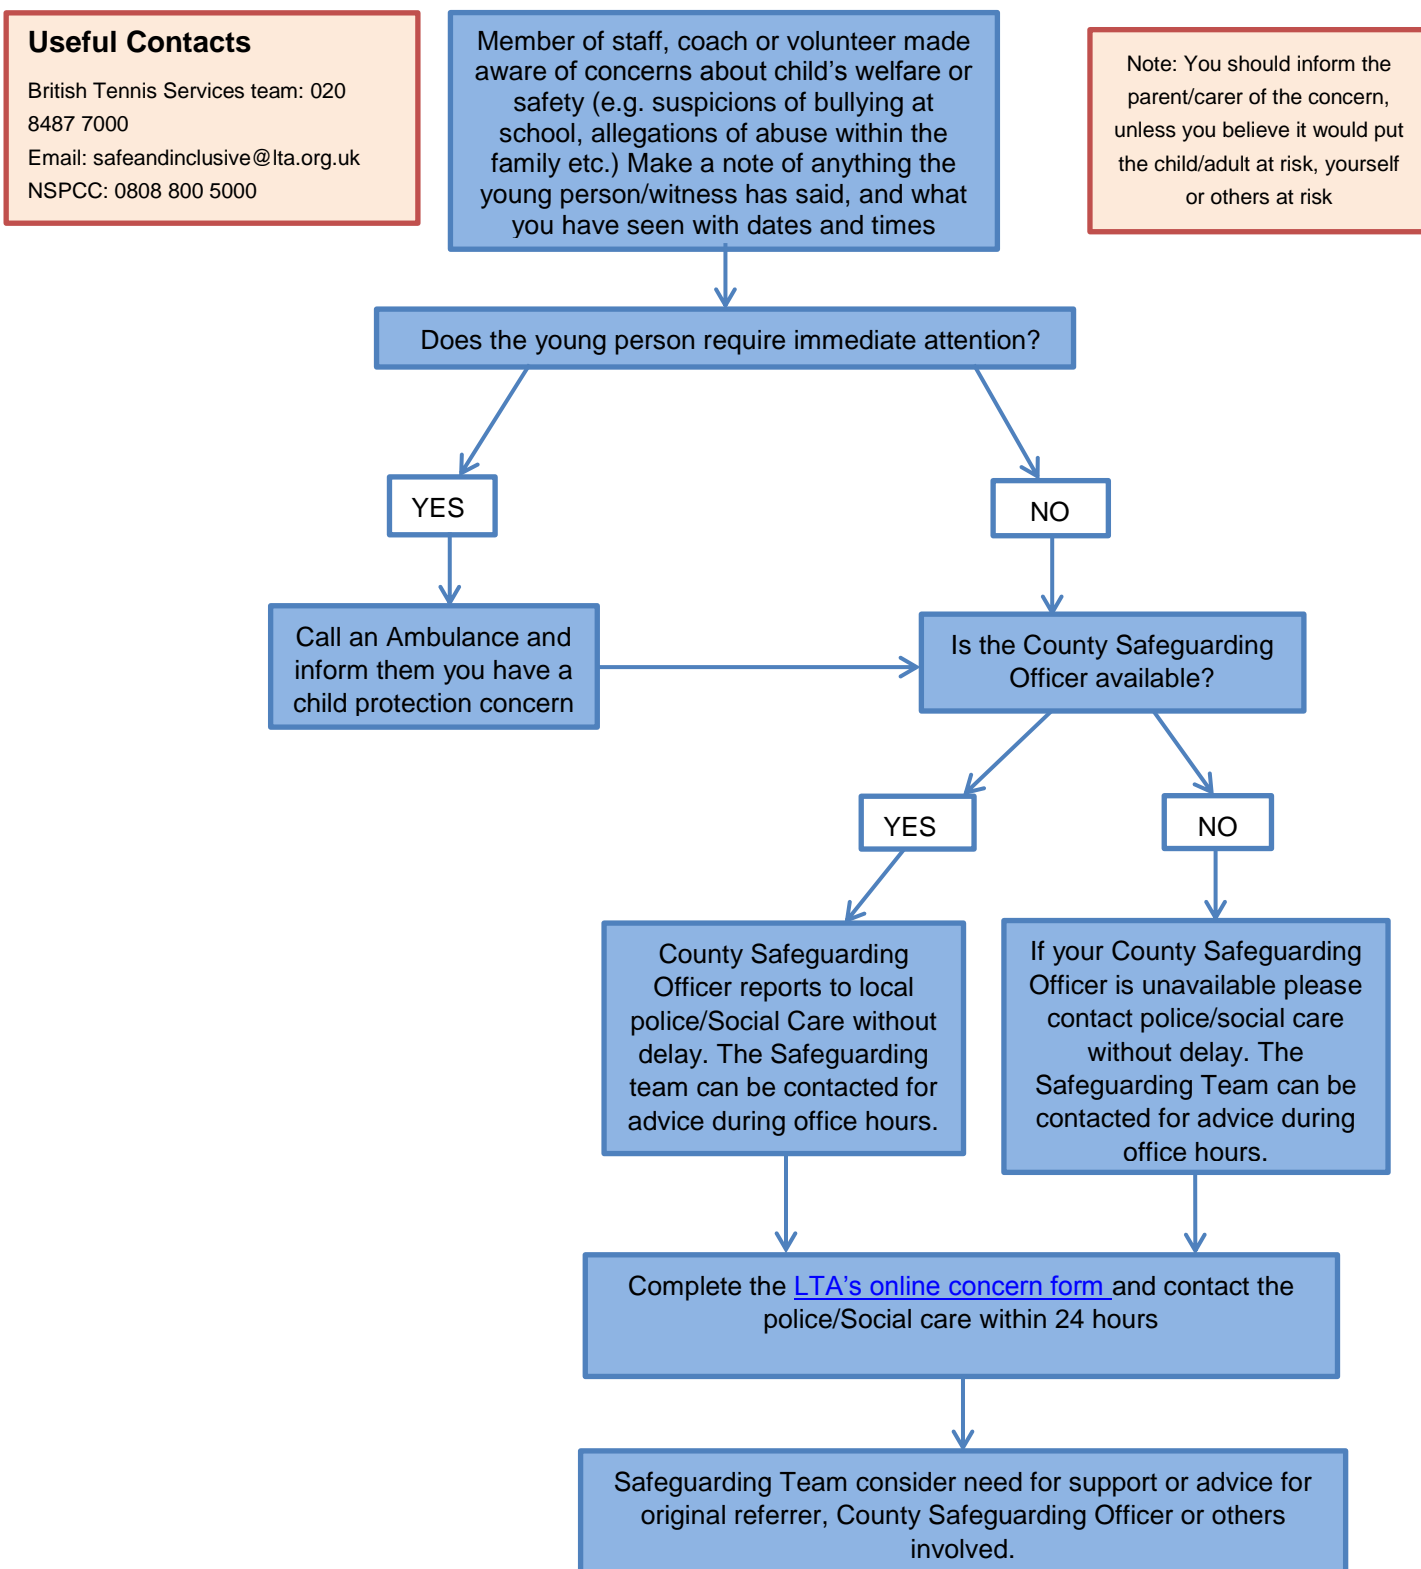 Useful Contacts
British Tennis Services team: 020
8487 7000
Email: safeandinclusive@lta.org.uk
NSPCC: 0808 800 5000
Member of staff, coach or volunteer made
aware of concerns about child’s welfare or
safety (e.g. suspicions of bullying at
school, allegations of abuse within the
family etc.) Make a note of anything the
young person/witness has said, and what
you have seen with dates and times
Note: You should inform the
parent/carer of the concern,
unless you believe it would put
the child/adult at risk, yourself
or others at risk
Does the young person require immediate attention?
YES
NO
Call an Ambulance and
inform them you have a
child protection concern
Is the County Safeguarding
Officer available?
YES
NO
County Safeguarding
Officer reports to local
police/Social Care without
delay. The Safeguarding
team can be contacted for
advice during office hours.
If your County Safeguarding
Officer is unavailable please
contact police/social care
without delay. The
Safeguarding Team can be
contacted for advice during
office hours.
Complete the LTA’s online concern form and contact the
police/Social care within 24 hours
Safeguarding Team consider need for support or advice for
original referrer, County Safeguarding Officer or others
involved.